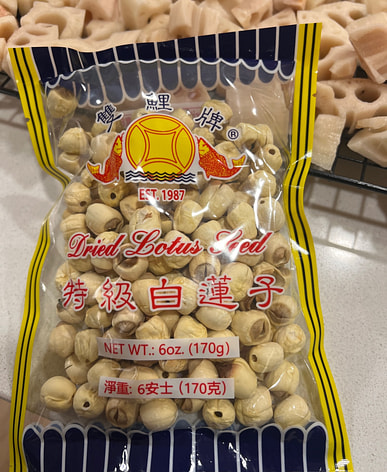 雙鯉牌®
EST. 1987
Dried Lotus Seed
特級白蓮子
NET WT.: 6oz. (170g)
淨重: 6安士 (170克)